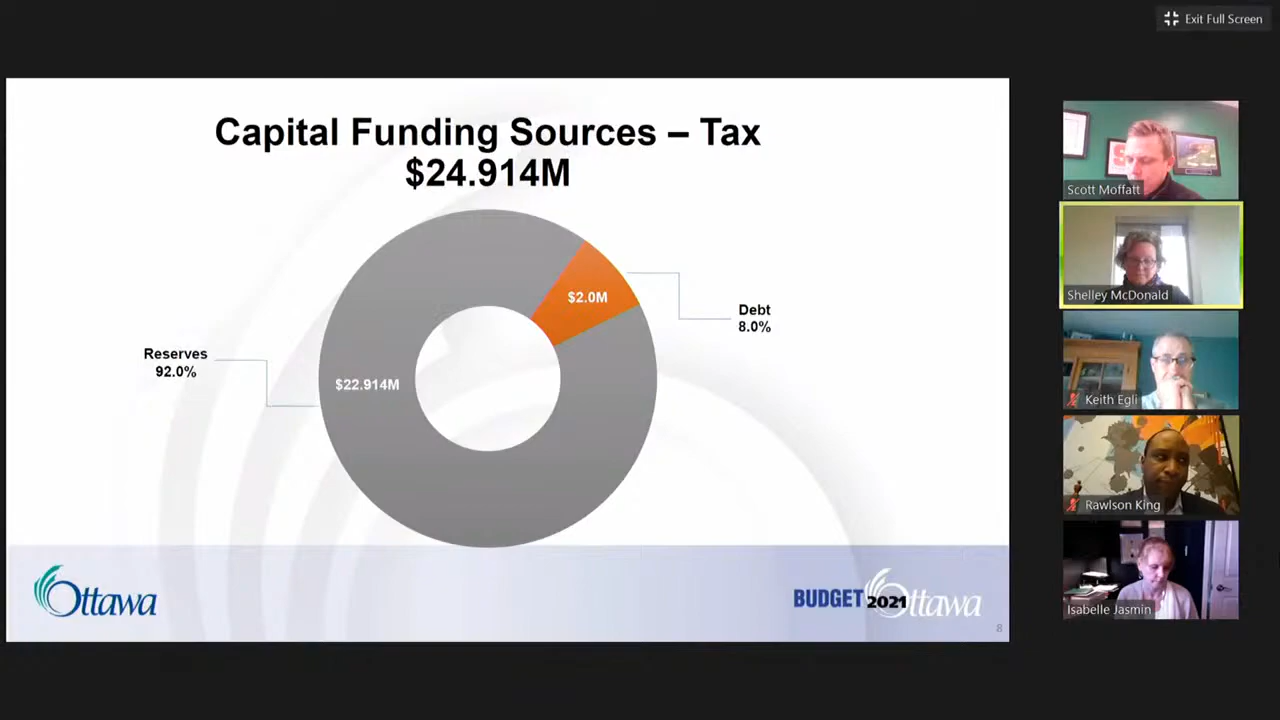 Exit Full Screen
Capital Funding Sources – Tax
$24.914M
$2.0M
Debt
8.0%
Reserves
92.0%
$22.914M
Ottawa
BUDGET 2021 Ottawa
8
Scott Moffatt
Shelley McDonald
Keith Egli
Rawlson King
Isabelle Jasmin